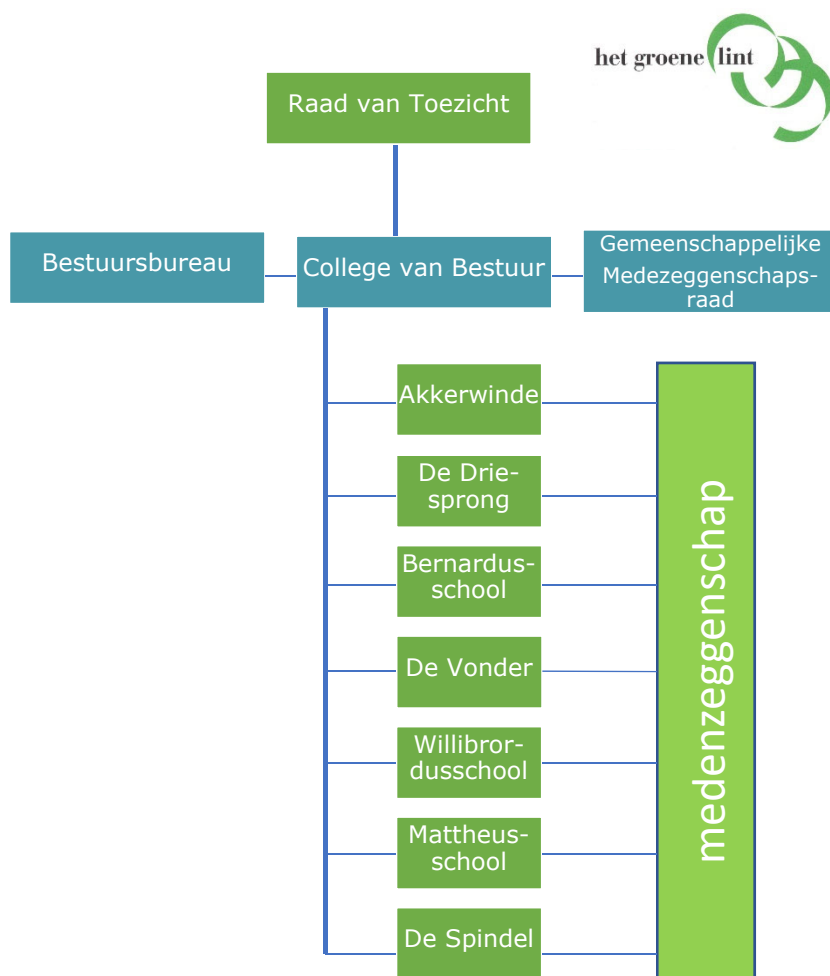 het groene lint
Raad van Toezicht
Bestuursbureau
College van Bestuur
Gemeenschappelijke
Medezeggenschaps-
raad
Akkerwinde
De Drie-
sprong
Bernardus-
school
De Vonder
Willibror-
dusschool
Mattheus-
school
De Spindel
medenzeggenschap